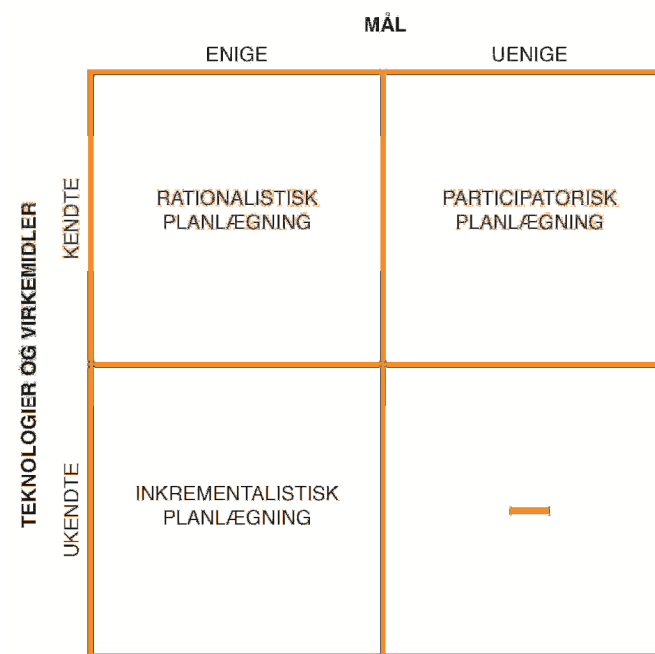 MÅL
ENIGE
UENIGE
TEKNOLOGIER OG VIRKEMIDLER
KENDTE
RATIONALISTISK
PLANLÆGNING
PARTICIPATORISK
PLANLÆGNING
UKENDTE
INKREMENTALISTISK
PLANLÆGNING